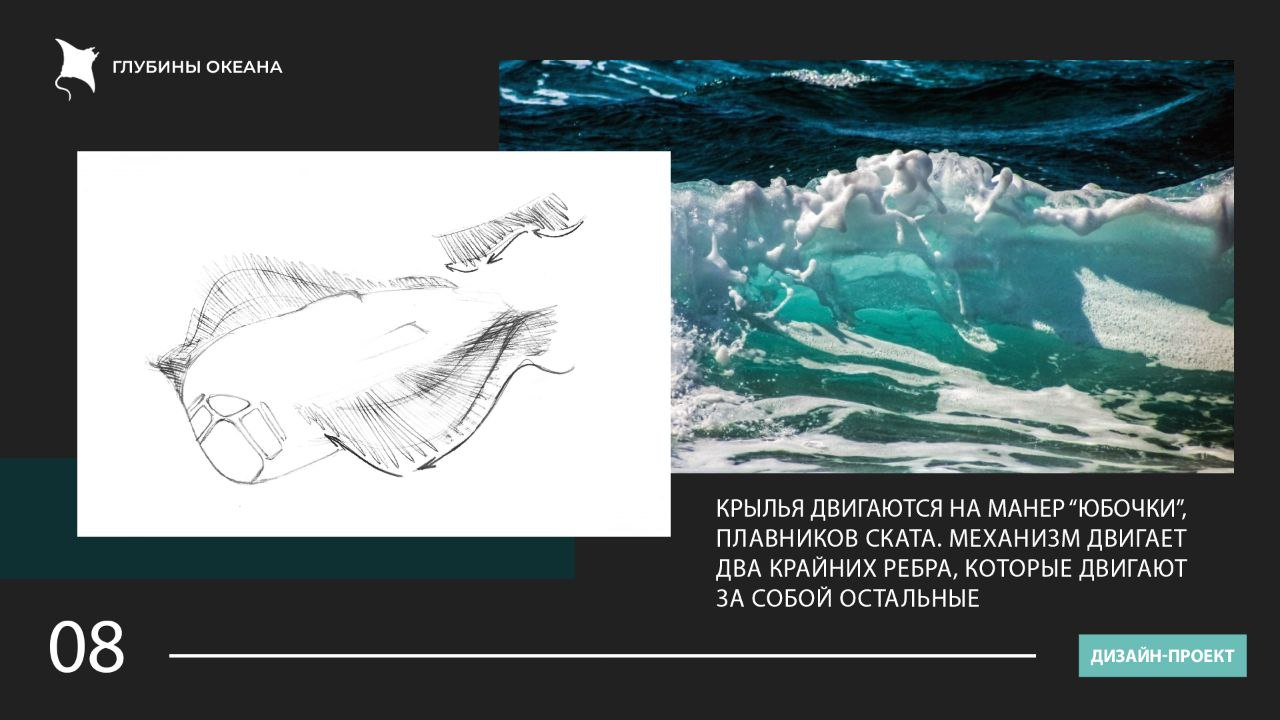 ГЛУБИНЫ ОКЕАНА
КРЫЛЬЯ ДВИГАЮТСЯ НА МАНЕР “ЮБОЧКИ”,
ПЛАВНИКОВ СКАТА. МЕХАНИЗМ ДВИГАЕТ
ДВА КРАЙНИХ РЕБРА, КОТОРЫЕ ДВИГАЮТ
ЗА СОБОЙ ОСТАЛЬНЫЕ
08
ДИЗАЙН-ПРОЕКТ